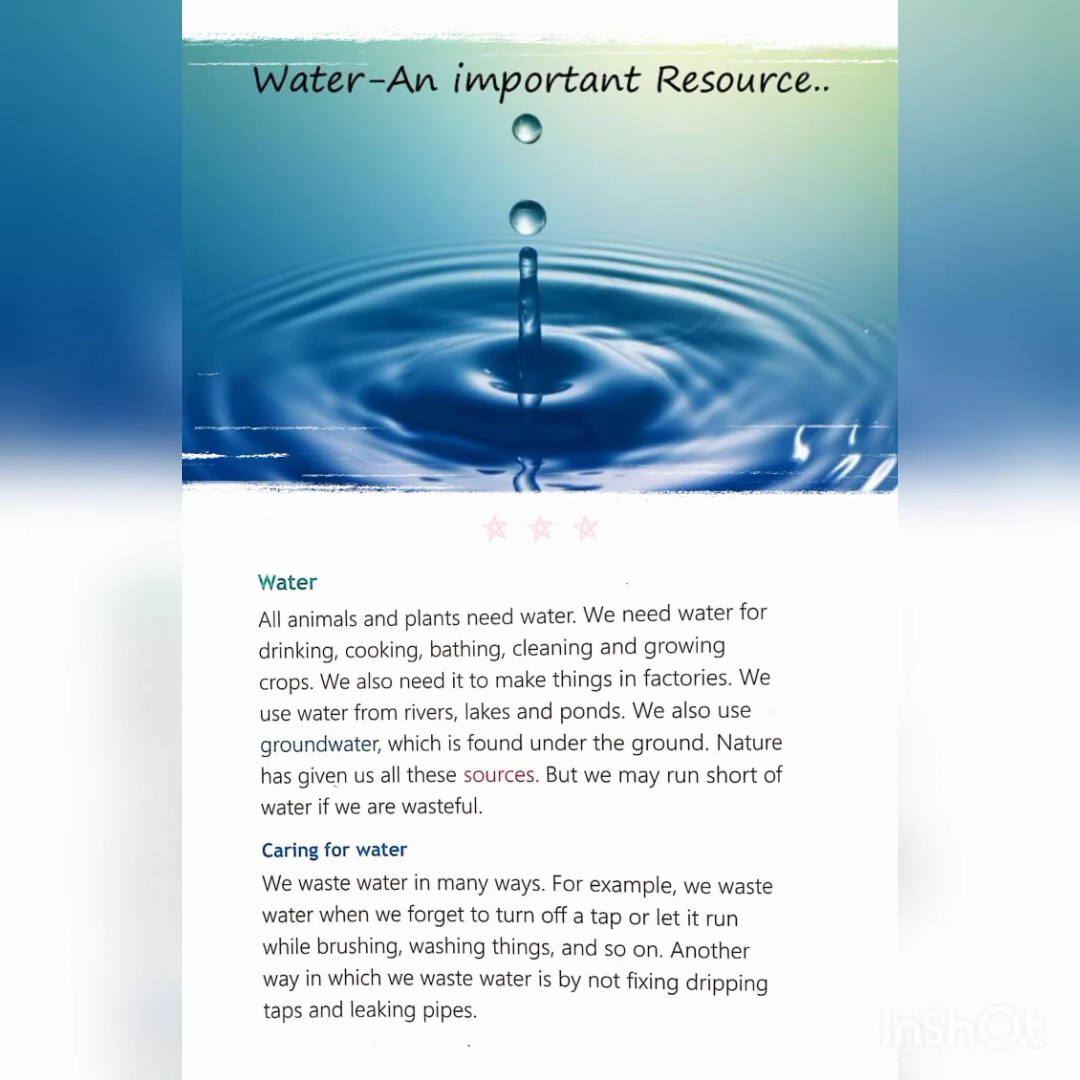 Water-An important Resource..
Water
All animals and plants need water. We need water for
drinking, cooking, bathing, cleaning and growing
crops. We also need it to make things in factories. We
use water from rivers, lakes and ponds. We also use
groundwater, which is found under the ground. Nature
has given us all these sources. But we may run short of
water if we are wasteful.
Caring for water
We waste water in many ways. For example, we waste
water when we forget to turn off a tap or let it run
while brushing, washing things, and so on. Another
way in which we waste water is by not fixing dripping
taps and leaking pipes.
InShOt